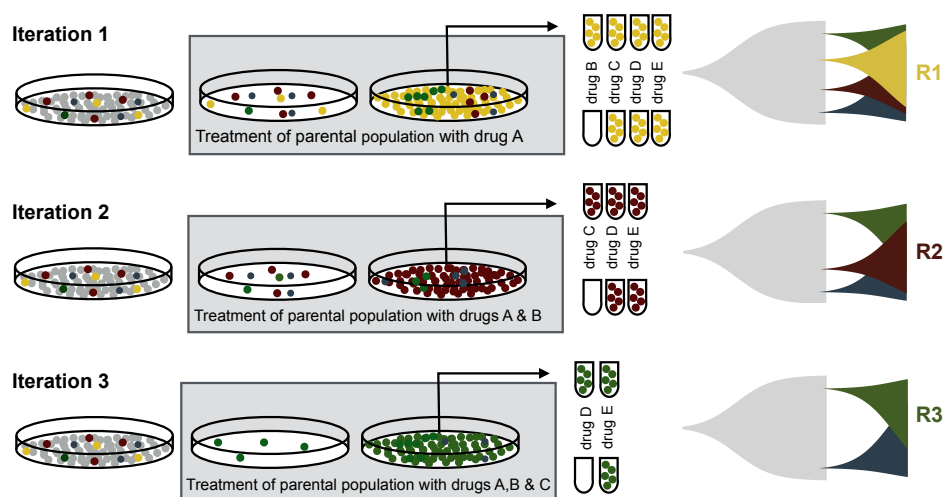 Iteration 1
drug B
drug C
drug D
drug E
Treatment of parental population with drug A
R1
Iteration 2
drug C
drug D
drug E
Treatment of parental population with drugs A & B
R2
Iteration 3
drug D
drug E
Treatment of parental population with drugs A,B & C
R3